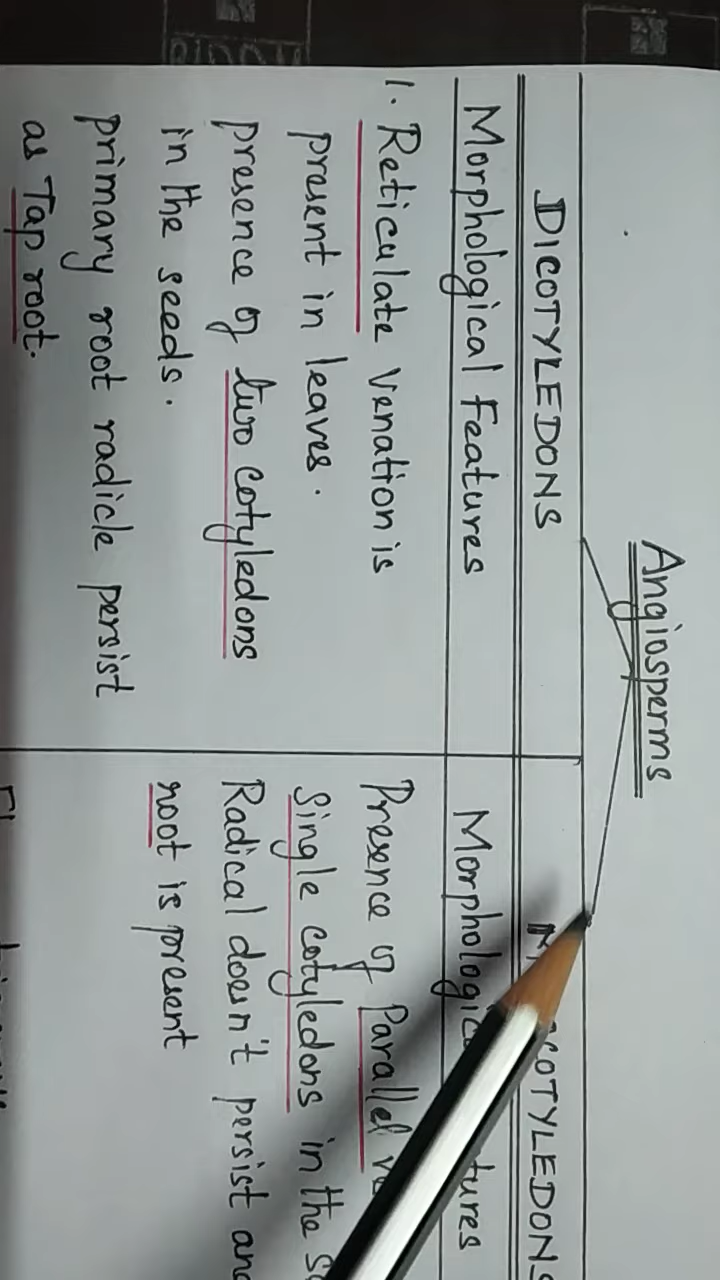 Angiosperms
DICOTYLEDONS
Morphological Features
1. Reticulate venation is
present in leaves.
presence of two cotyledons
in the seeds.
primary root radicle persist
as Tap root.
COTYLEDONS
Morphological
Presence of Parallel
Single cotyledons in the
Radical doesn't persist and
root is present